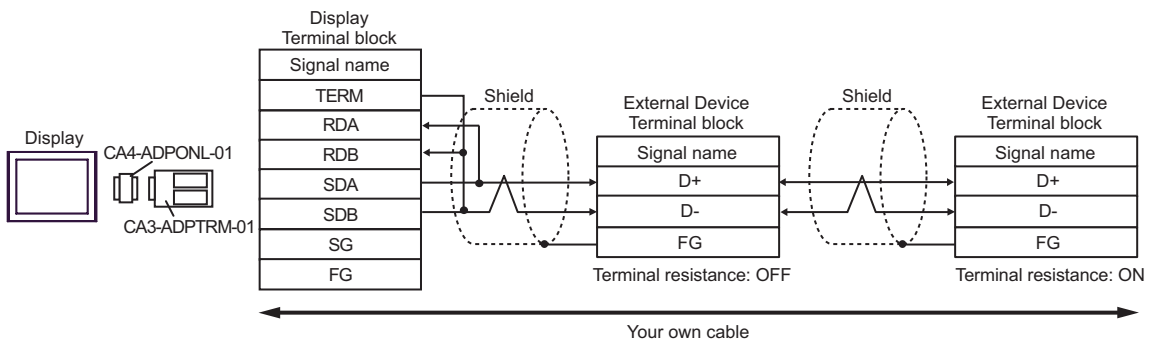 Display
Terminal block
Signal name
TERM
RDA
RDB
SDA
SDB
SG
FG
Display
CA4-ADPONL-01
CA3-ADPTRM-01
Shield
External Device
Terminal block
Signal name
D+
D-
FG
Terminal resistance: OFF
Shield
External Device
Terminal block
Signal name
D+
D-
FG
Terminal resistance: ON
Your own cable